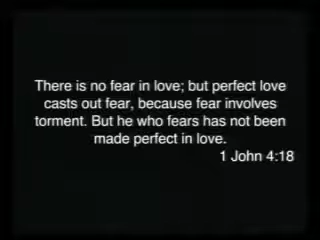 There is no fear in love; but perfect love
casts out fear, because fear involves
torment. But he who fears has not been
made perfect in love.
1 John 4:18